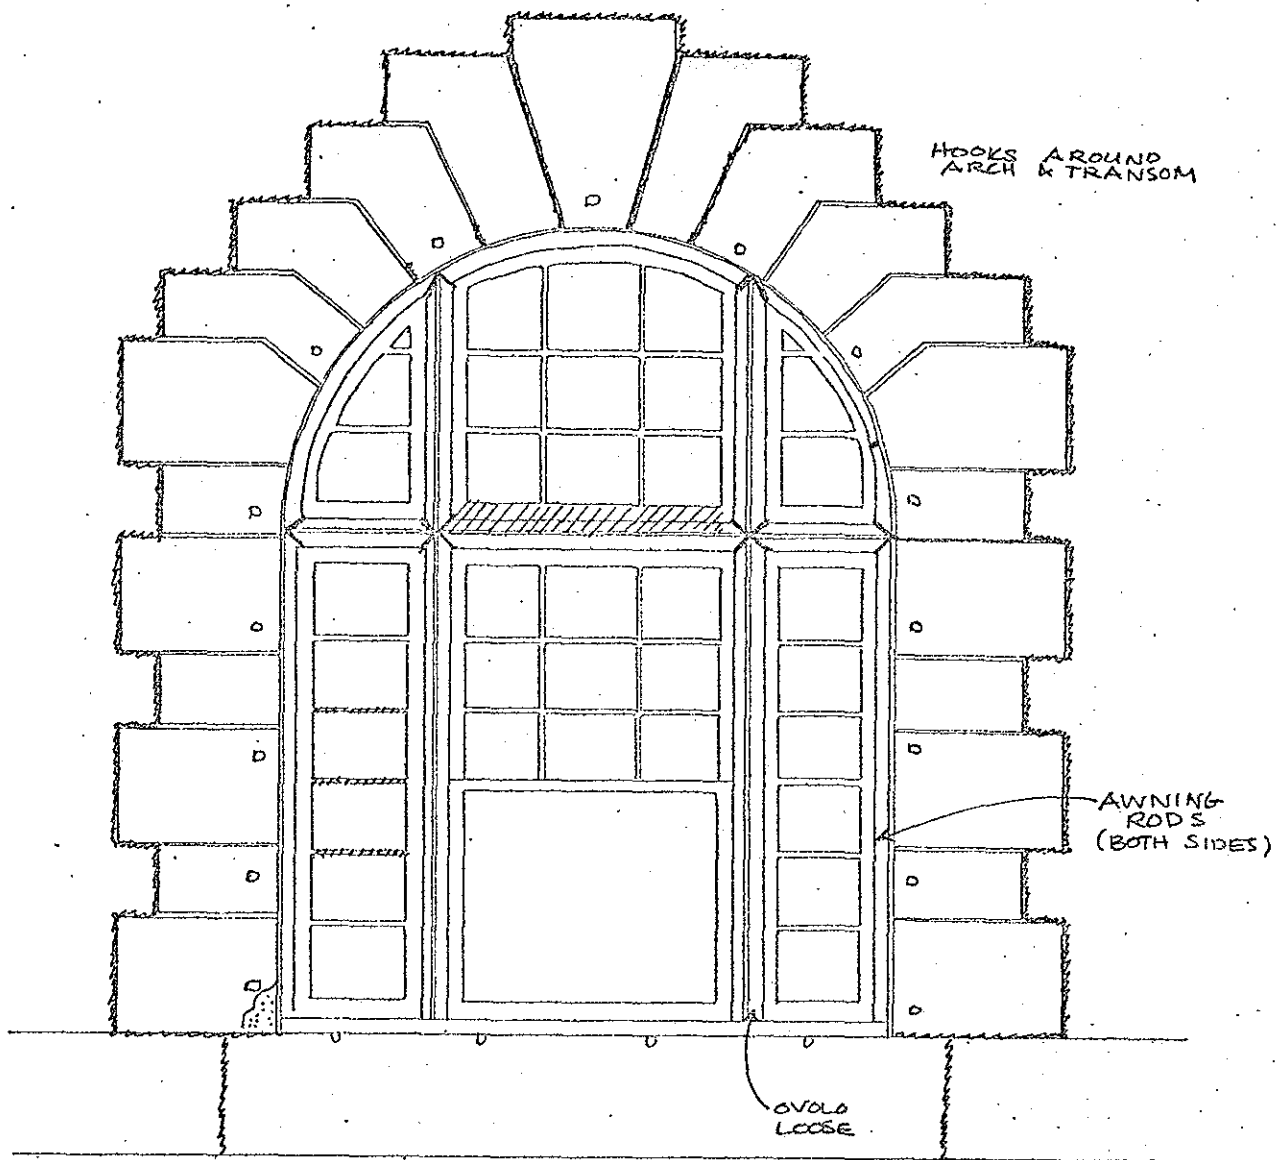 HOOKS AROUND
ARCH & TRANSOM
AWNING
RODS
(BOTH SIDES)
OVOLO
LOOSE